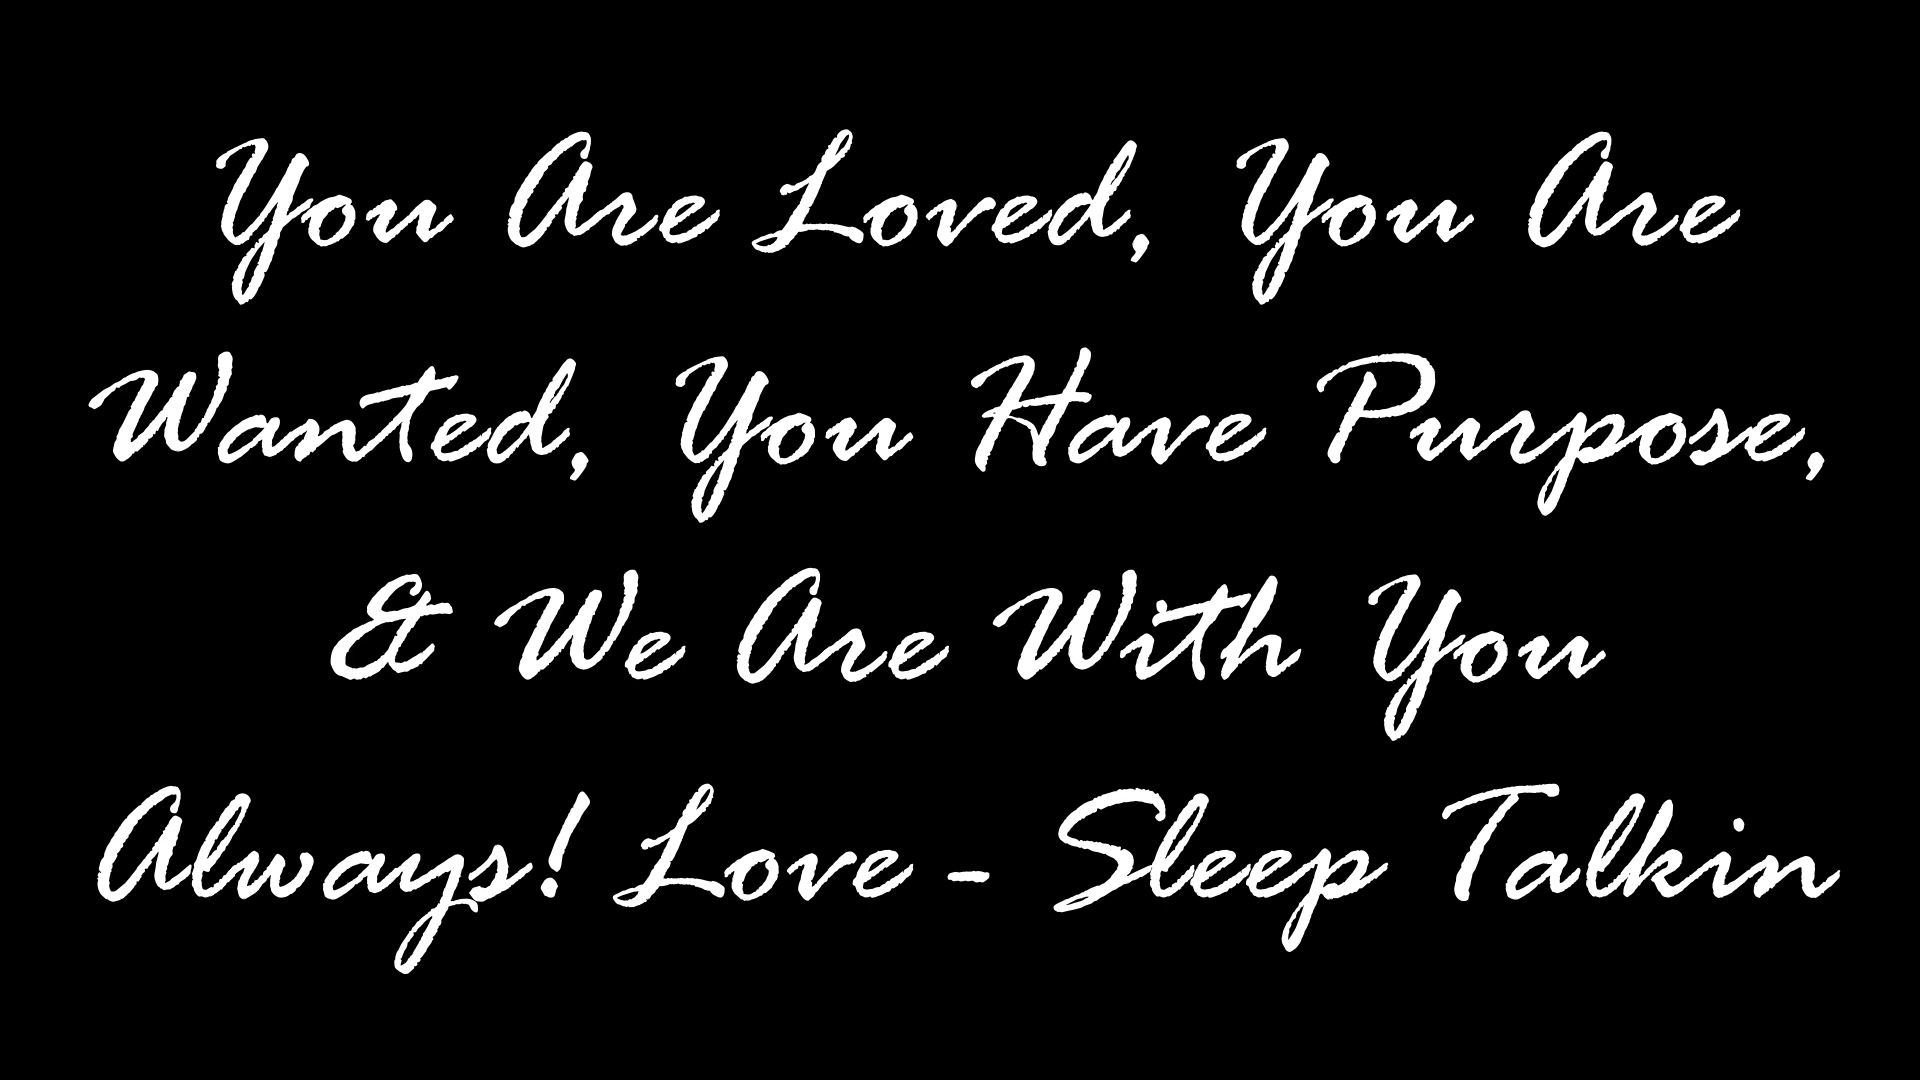 You Are Loved, You Are
Wanted, You Have Purpose,
& We Are With You
Always! Love - Sleep Talkin